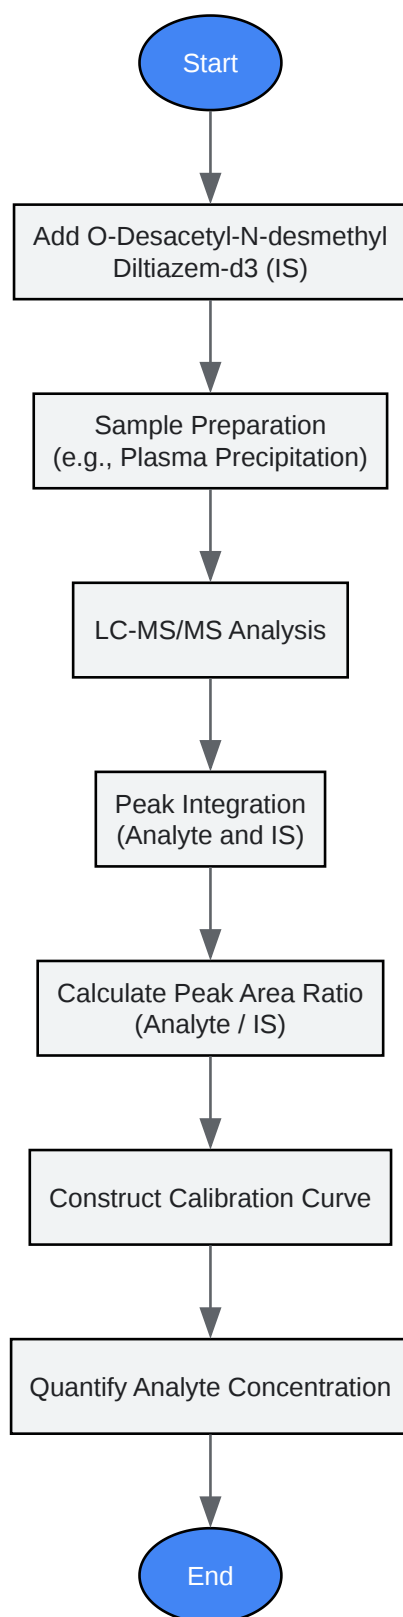 Start
Add O-Desacetyl-N-desmethyl
Diltiazem-d3 (IS)
Sample Preparation
(e.g., Plasma Precipitation)
LC-MS/MS Analysis
Peak Integration
(Analyte and IS)
Calculate Peak Area Ratio
(Analyte / IS)
Construct Calibration Curve
Quantify Analyte Concentration
End